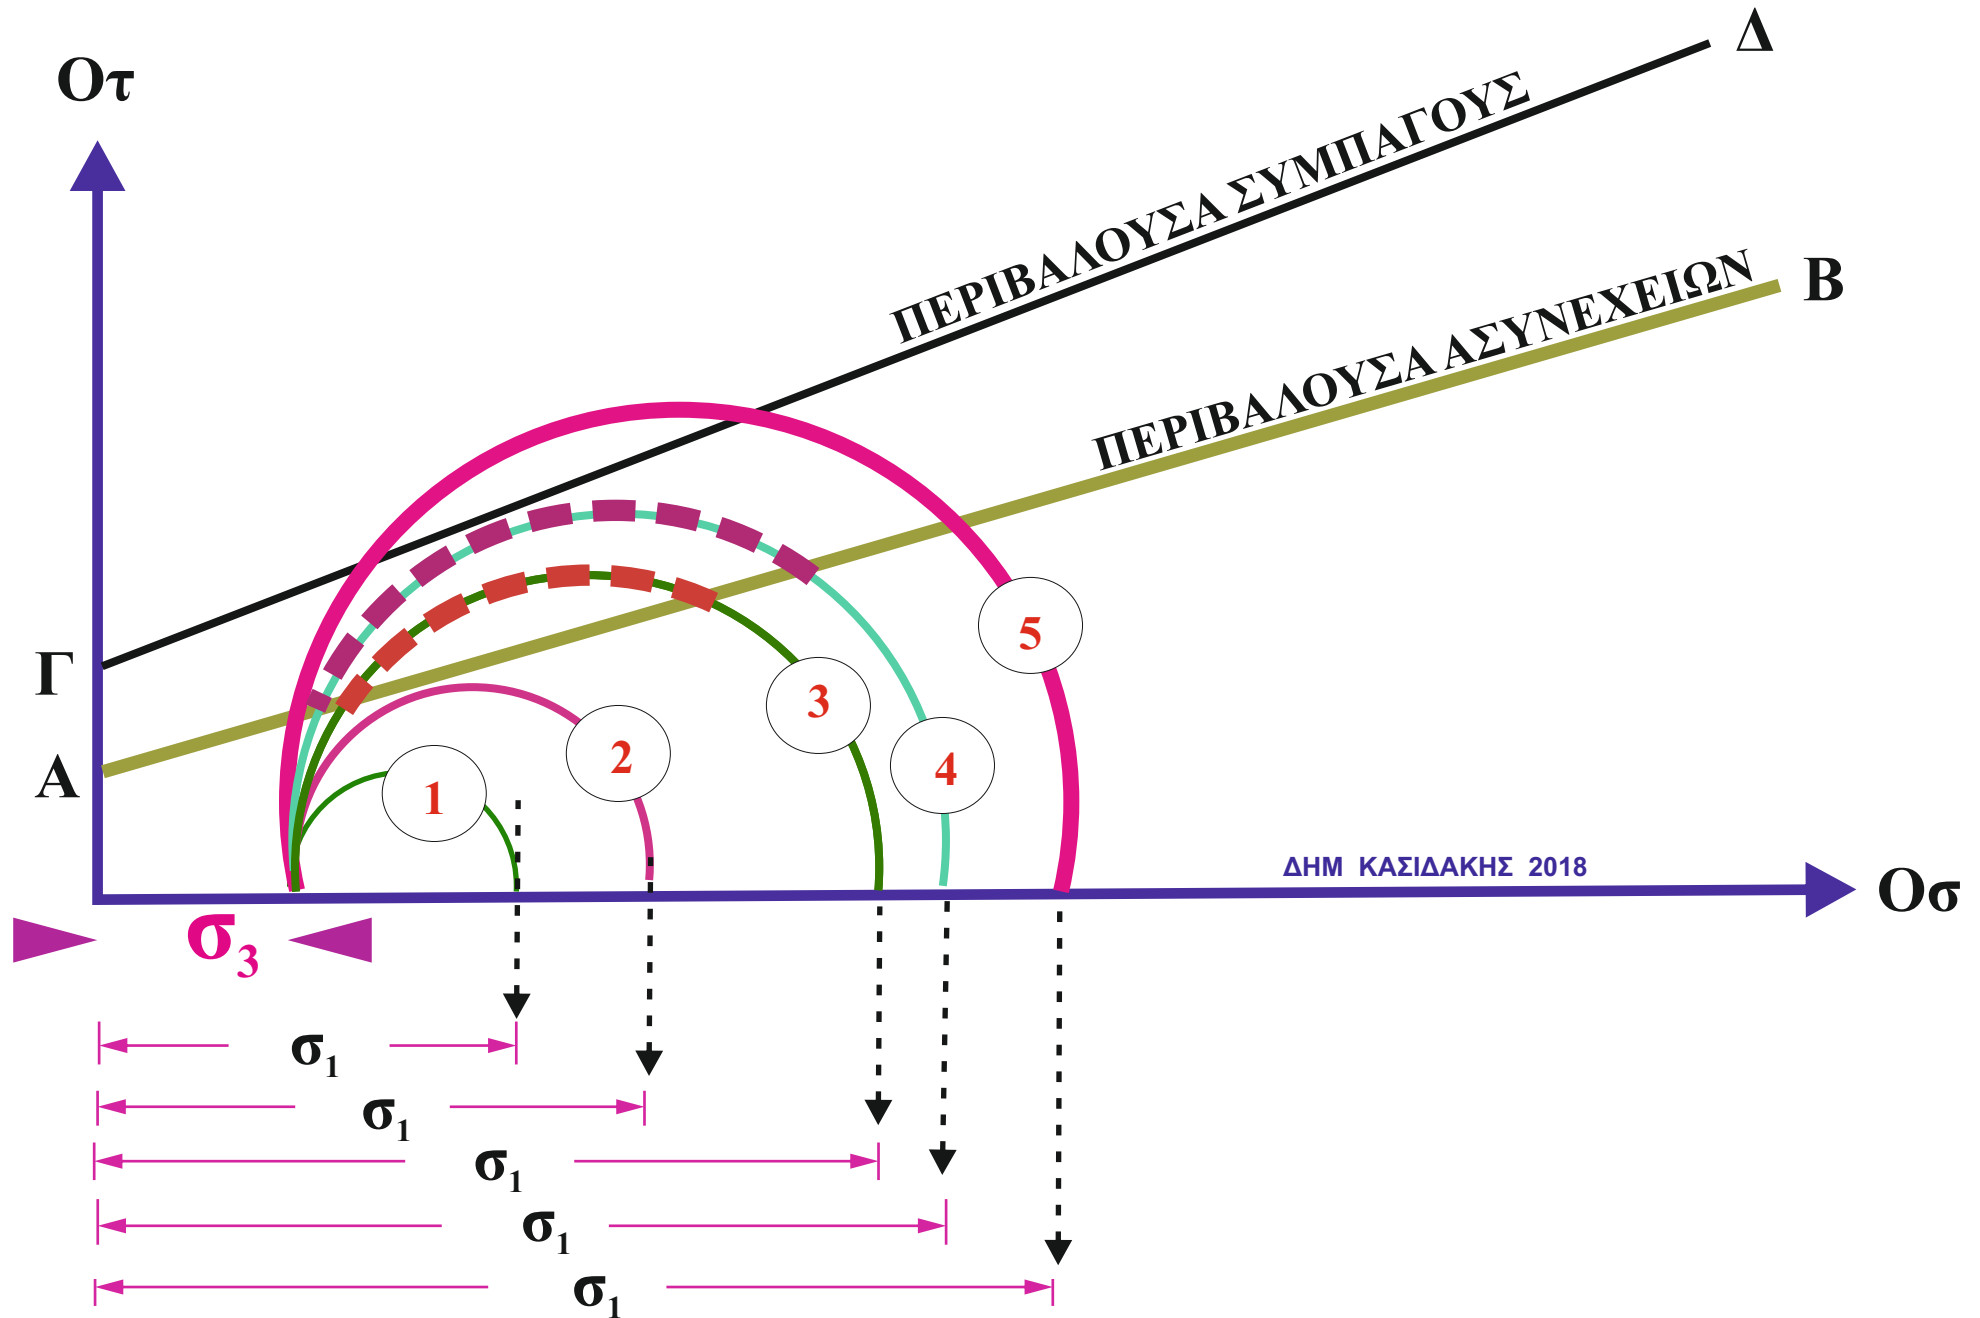 Οτ
Δ
ΠΕΡΙΒΑΛΟΥΣΑ ΣΥΜΠΑΓΟΥΣ
ΠΕΡΙΒΑΛΟΥΣΑ ΑΣΥΝΕΧΕΙΩΝ
Β
Γ
Α
1
2
3
4
5
ΔΗΜ ΚΑΣΙΔΑΚΗΣ 2018
Οσ
σ3
σ1
σ1
σ1
σ1
σ1